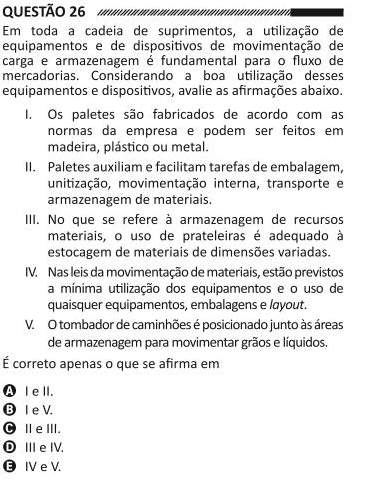 QUESTÃO 26
Em toda a cadeia de suprimentos, a utilização de
equipamentos e de dispositivos de movimentação de
carga e armazenagem é fundamental para o fluxo de
mercadorias. Considerando a boa utilização desses
equipamentos e dispositivos, avalie as afirmações abaixo.
I. Os paletes são fabricados de acordo com as
normas da empresa e podem ser feitos em
madeira, plástico ou metal.
II. Paletes auxiliam e facilitam tarefas de embalagem,
unitização, movimentação interna, transporte e
armazenagem de materiais.
III. No que se refere à armazenagem de recursos
materiais, o uso de prateleiras é adequado à
estocagem de materiais de dimensões variadas.
IV. Nas leis da movimentação de materiais, estão previstos
a mínima utilização dos equipamentos e o uso de
quaisquer equipamentos, embalagens e layout.
V. O tombador de caminhões é posicionado junto às áreas
de armazenagem para movimentar grãos e líquidos.
É correto apenas o que se afirma em
A I e II.
B I e V.
C II e III.
D III e IV.
E IV e V.